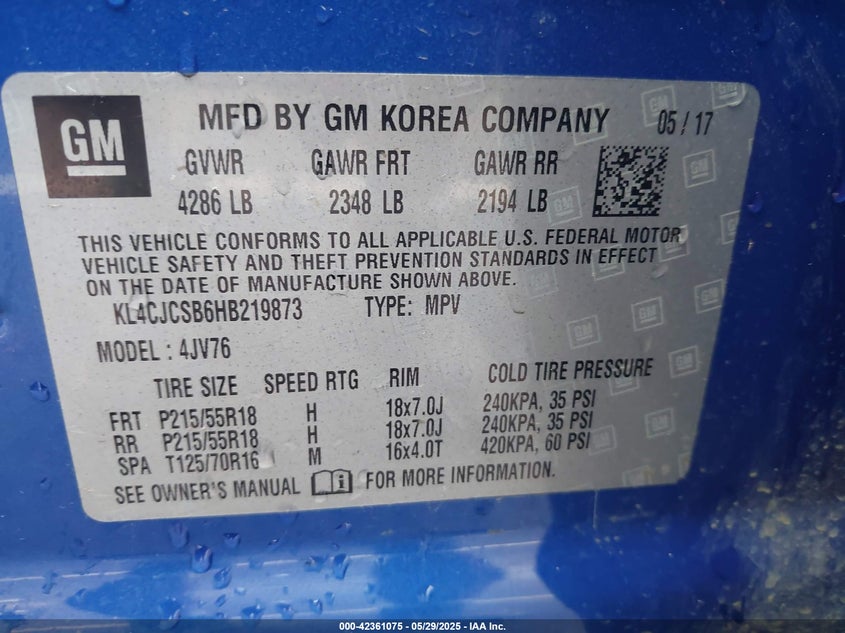 GM
MFD BY GM KOREA COMPANY 05/17
GVWR GAWR FRT GAWR RR
4286 LB 2348 LB 2194 LB
THIS VEHICLE CONFORMS TO ALL APPLICABLE U.S. FEDERAL MOTOR
VEHICLE SAFETY AND THEFT PREVENTION STANDARDS IN EFFECT
ON THE DATE OF MANUFACTURE SHOWN ABOVE.
KL4CJCSB6HB219873 TYPE: MPV
MODEL : 4JV76
TIRE SIZE SPEED RTG RIM COLD TIRE PRESSURE
FRT P215/55R18 H 18x7.0J 240KPA, 35 PSI
RR P215/55R18 H 18x7.0J 240KPA, 35 PSI
SPA T125/70R16 M 16x4.0T 420KPA, 60 PSI
SEE OWNER'S MANUAL FOR MORE INFORMATION.
000-42361075 - 05/29/2025 - IAA Inc.